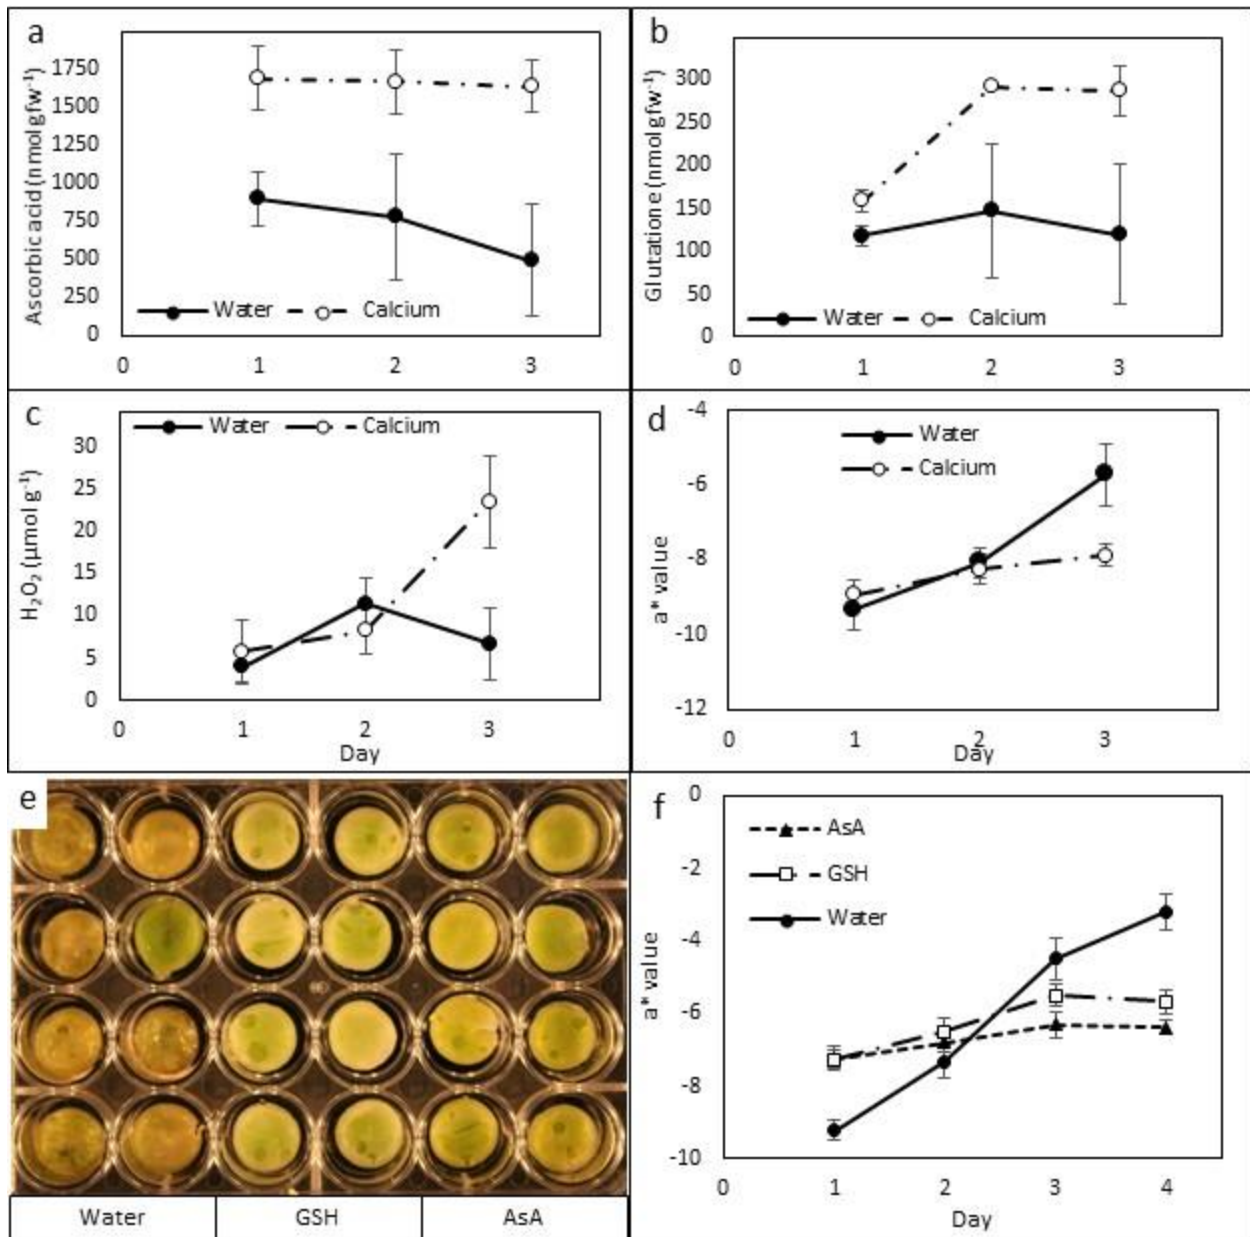 a
Ascorbic acid (nmolgfw-1)
1750
1500
1250
1000
750
500
250
0
Water Calcium
0 1 2 3
b
Glutatione (nmolgfw-1)
300
250
200
150
100
50
0
Water Calcium
0 1 2 3
c
Water Calcium
H2O2 (µmol g-1)
30
25
20
15
10
5
0
0 1 2 3
Day
d
Water
Calcium
a* value
-4
-6
-8
-10
-12
0 1 2 3
Day
e
Water GSH AsA
f
AsA
GSH
Water
a* value
0
-2
-4
-6
-8
-10
0 1 2 3 4
Day